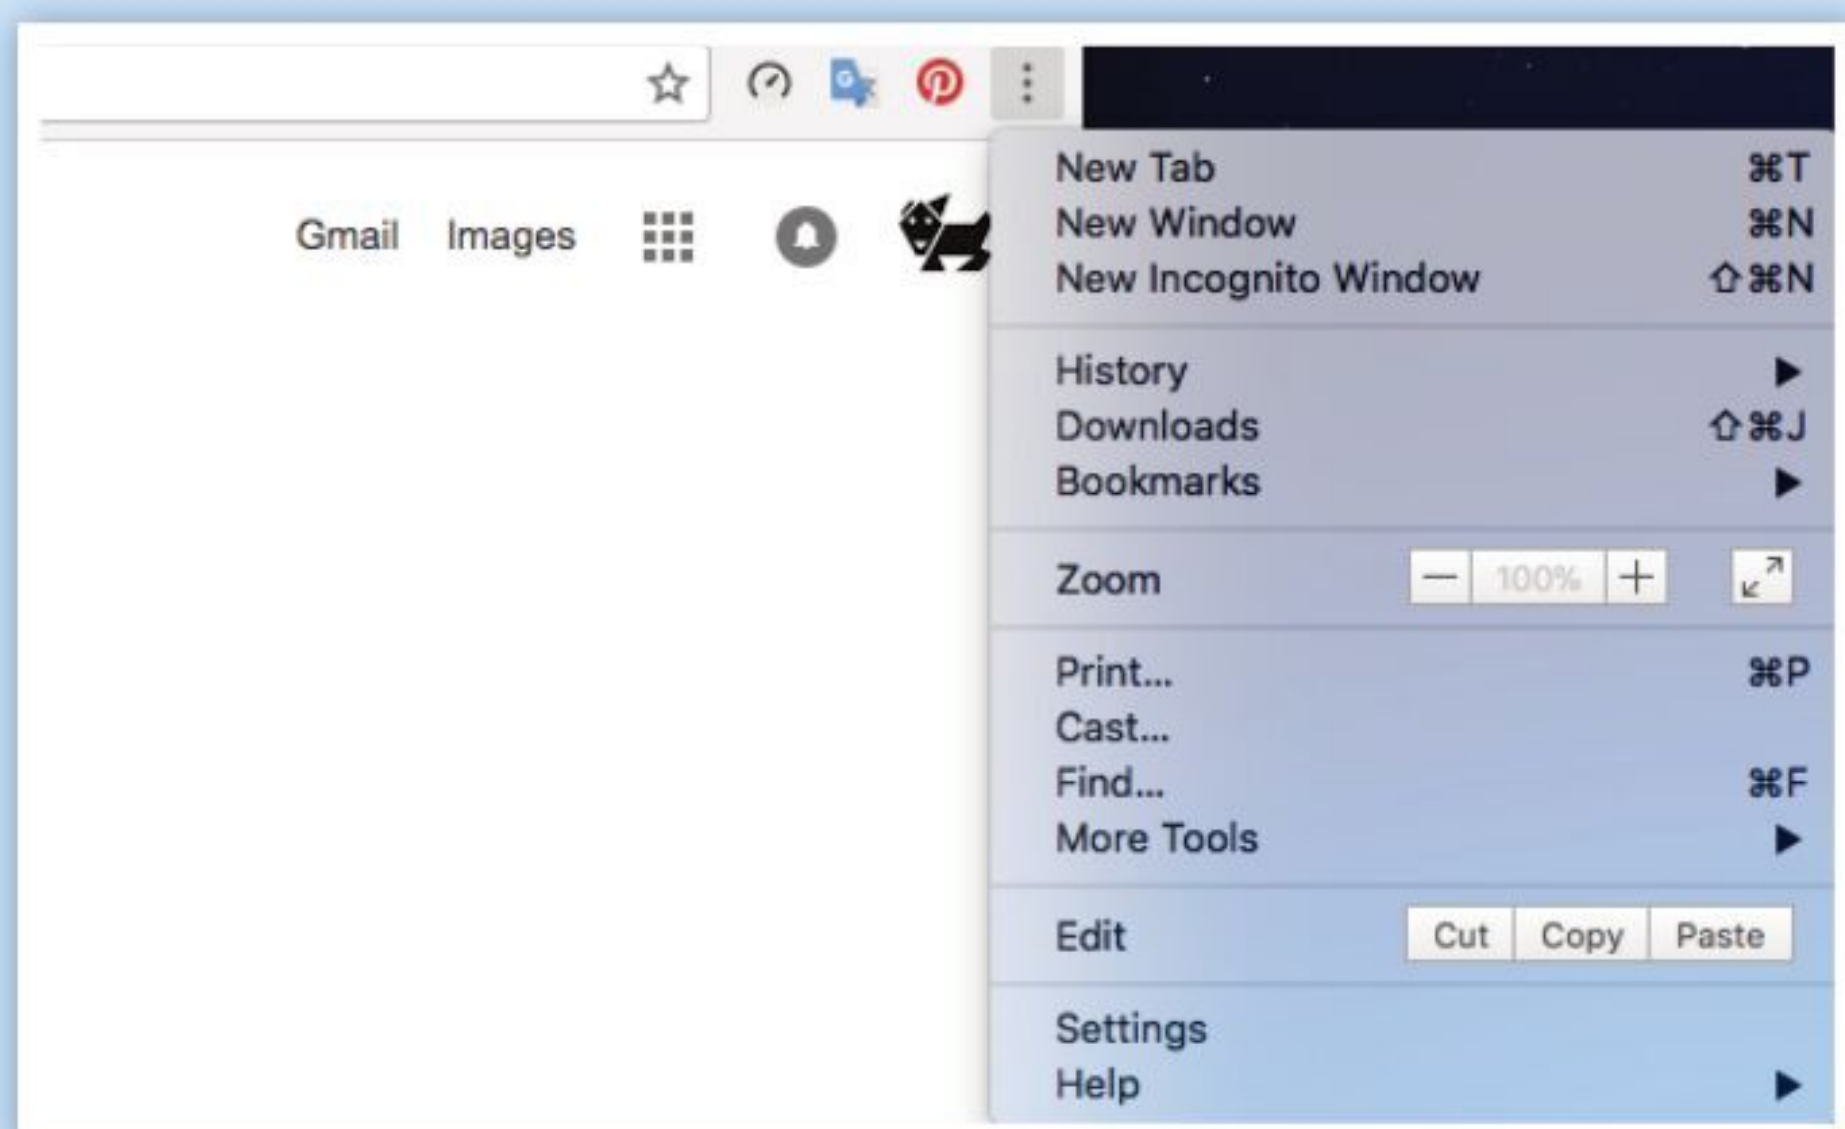 Gmail Images
New Tab ⌘T
New Window ⌘N
New Incognito Window ⇧⌘N
History ▶
Downloads ⇧⌘J
Bookmarks ▶
Zoom — 100% +
Print... ⌘P
Cast...
Find... ⌘F
More Tools ▶
Edit Cut Copy Paste
Settings
Help ▶